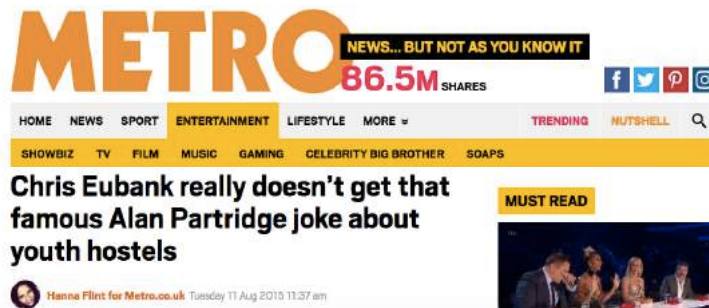 METRO
NEWS... BUT NOT AS YOU KNOW IT
86.5M SHARES
HOME NEWS SPORT ENTERTAINMENT LIFESTYLE MORE TRENDING NUTSHELL
SHOWBIZ TV FILM MUSIC GAMING CELEBRITY BIG BROTHER SOAPS
Chris Eubank really doesn't get that
famous Alan Partridge joke about
youth hostels
MUST READ
Hanna Flint for Metro.co.uk Tuesday 11 Aug 2015 11:37 am